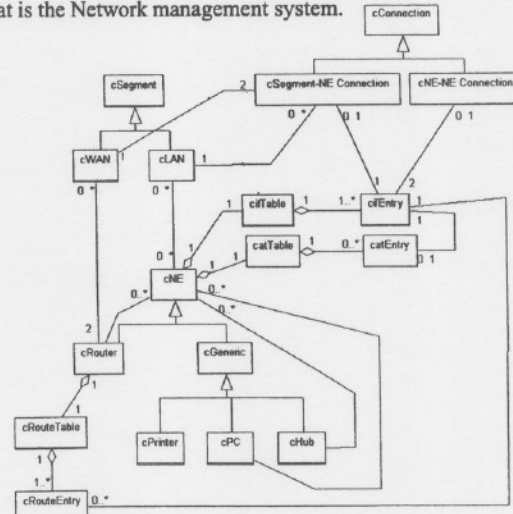 at is the Network management system.
cConnection
cSegment
cSegment-NE Connection
cNE-NE Connection
2
0..*
0 1
0 1
cWAN
1
cLAN
1
0..*
0..*
1
2
cifTable
1
1..*
cifEntry
1
1
catTable
1
0..*
catEntry
1
0 1
0..*
1
1
cNE
0..*
0..*
0..*
2
cRouter
cGeneric
1
1
cRouteTable
cPrinter
cPC
cHub
1
1..*
cRouteEntry
0..*